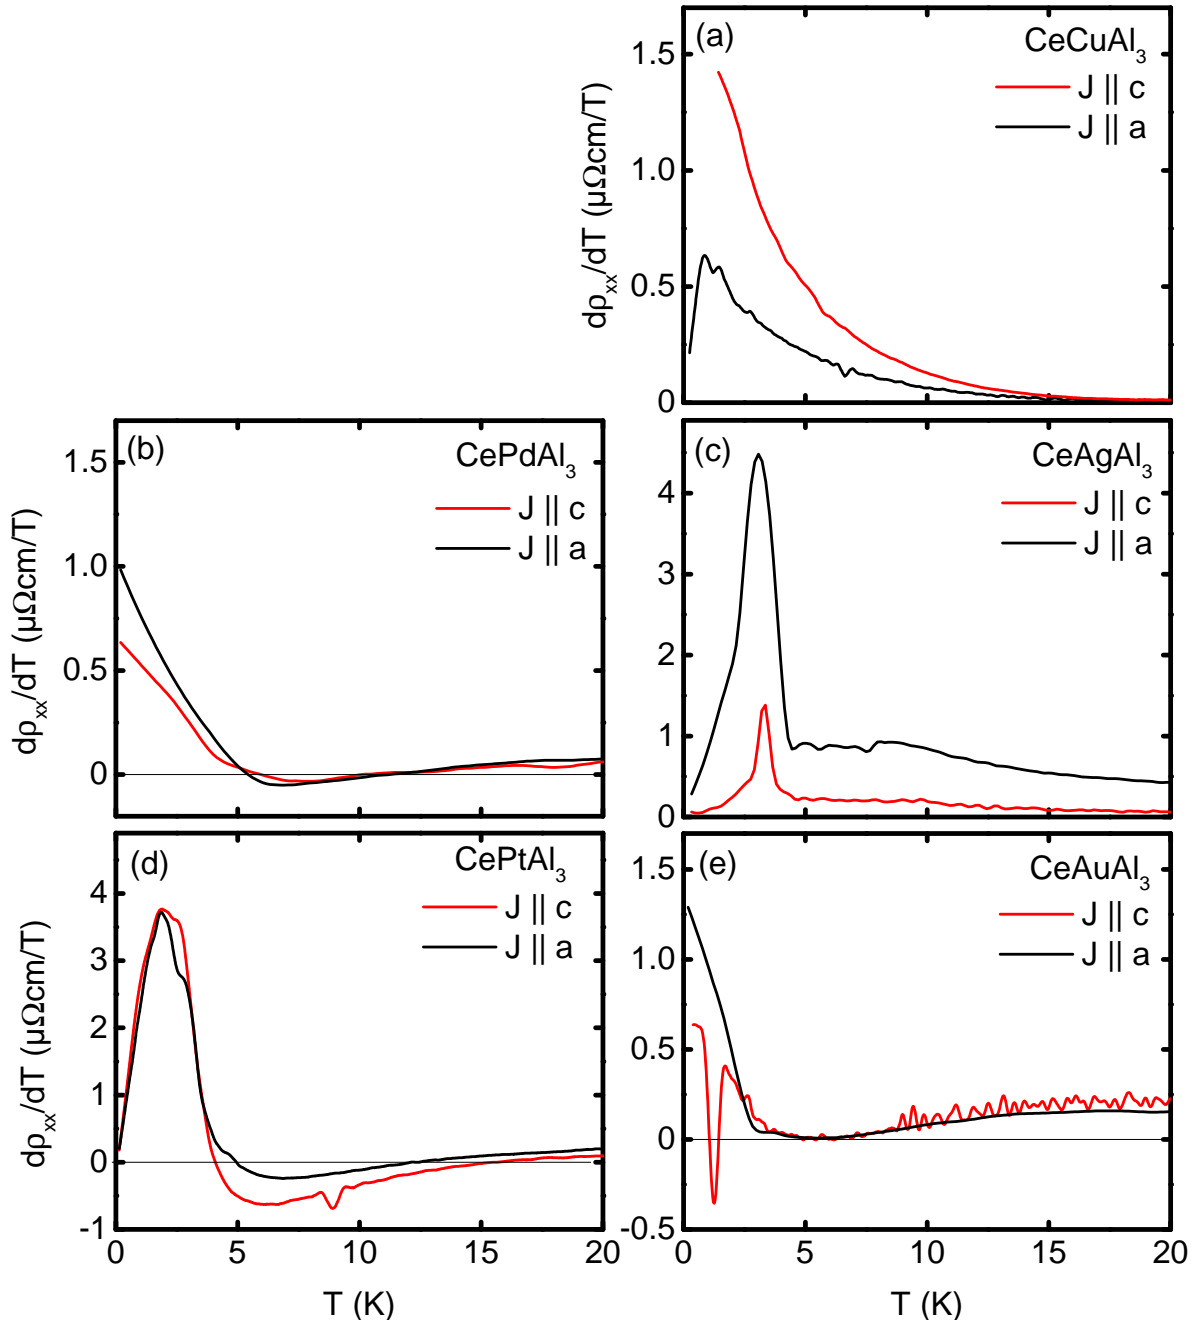 (a)
CeCuAl₃
J || c
J || a
1.5
1.0
0.5
0
dρₓₓ/dT (μΩcm/T)
(b)
CePdAl₃
J || c
J || a
1.5
1.0
0.5
0
dρₓₓ/dT (μΩcm/T)
(c)
CeAgAl₃
J || c
J || a
4
3
2
1
0
(d)
CePtAl₃
J || c
J || a
4
3
2
1
0
-1
dρₓₓ/dT (μΩcm/T)
0 5 10 15 20
T (K)
(e)
CeAuAl₃
J || c
J || a
1.5
1.0
0.5
0
-0.5
0 5 10 15 20
T (K)